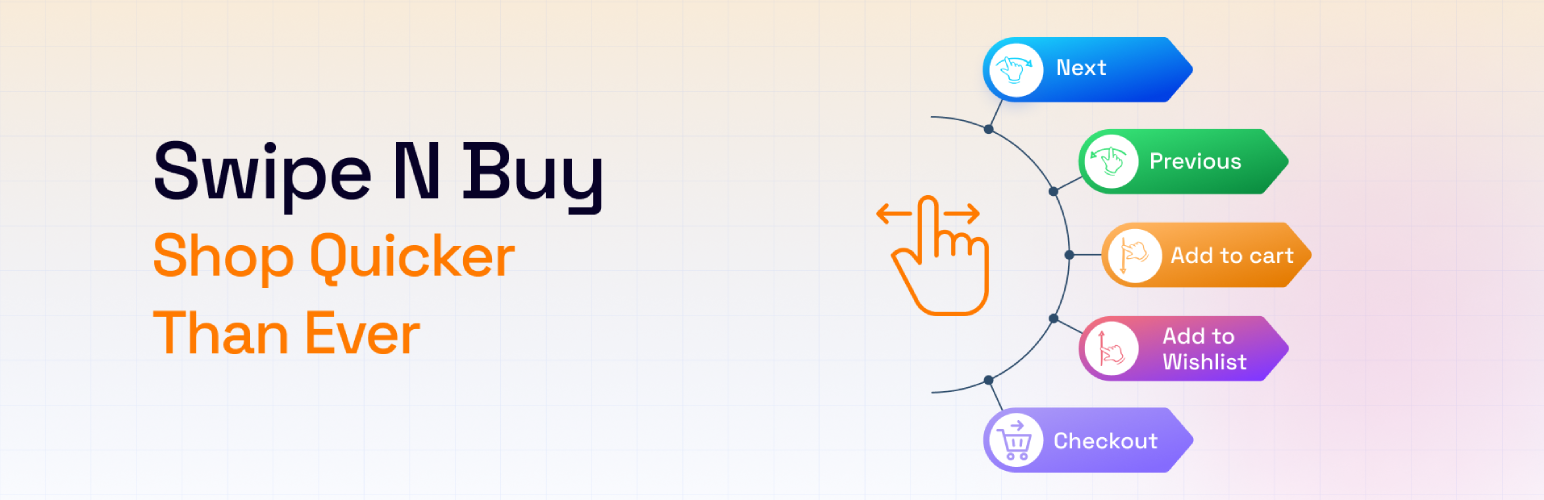 Swipe N Buy
Shop Quicker
Than Ever
Next
Previous
Add to cart
Add to
Wishlist
Checkout